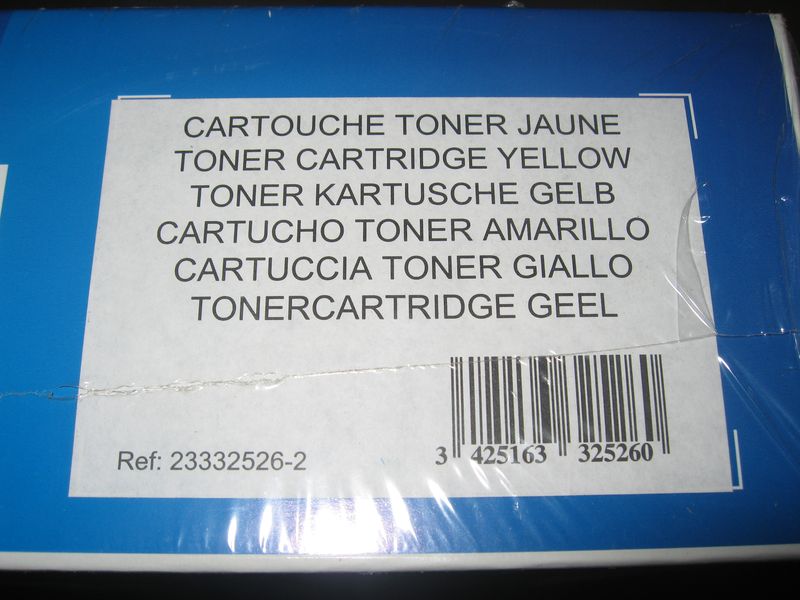 CARTOUCHE TONER JAUNE
TONER CARTRIDGE YELLOW
TONER KARTUSCHE GELB
CARTUCHO TONER AMARILLO
CARTUCCIA TONER GIALLO
TONERCARTRIDGE GEEL
Ref: 23332526-2
3 425163 325260